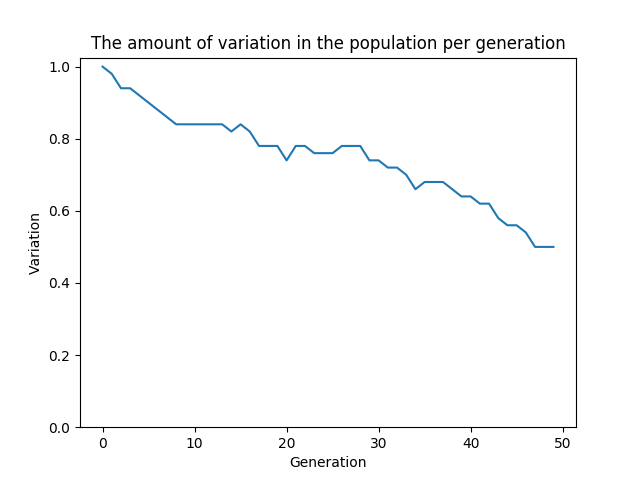 The amount of variation in the population per generation
1.0
0.8
0.6
0.4
0.2
0.0
Variation
0 10 20 30 40 50
Generation